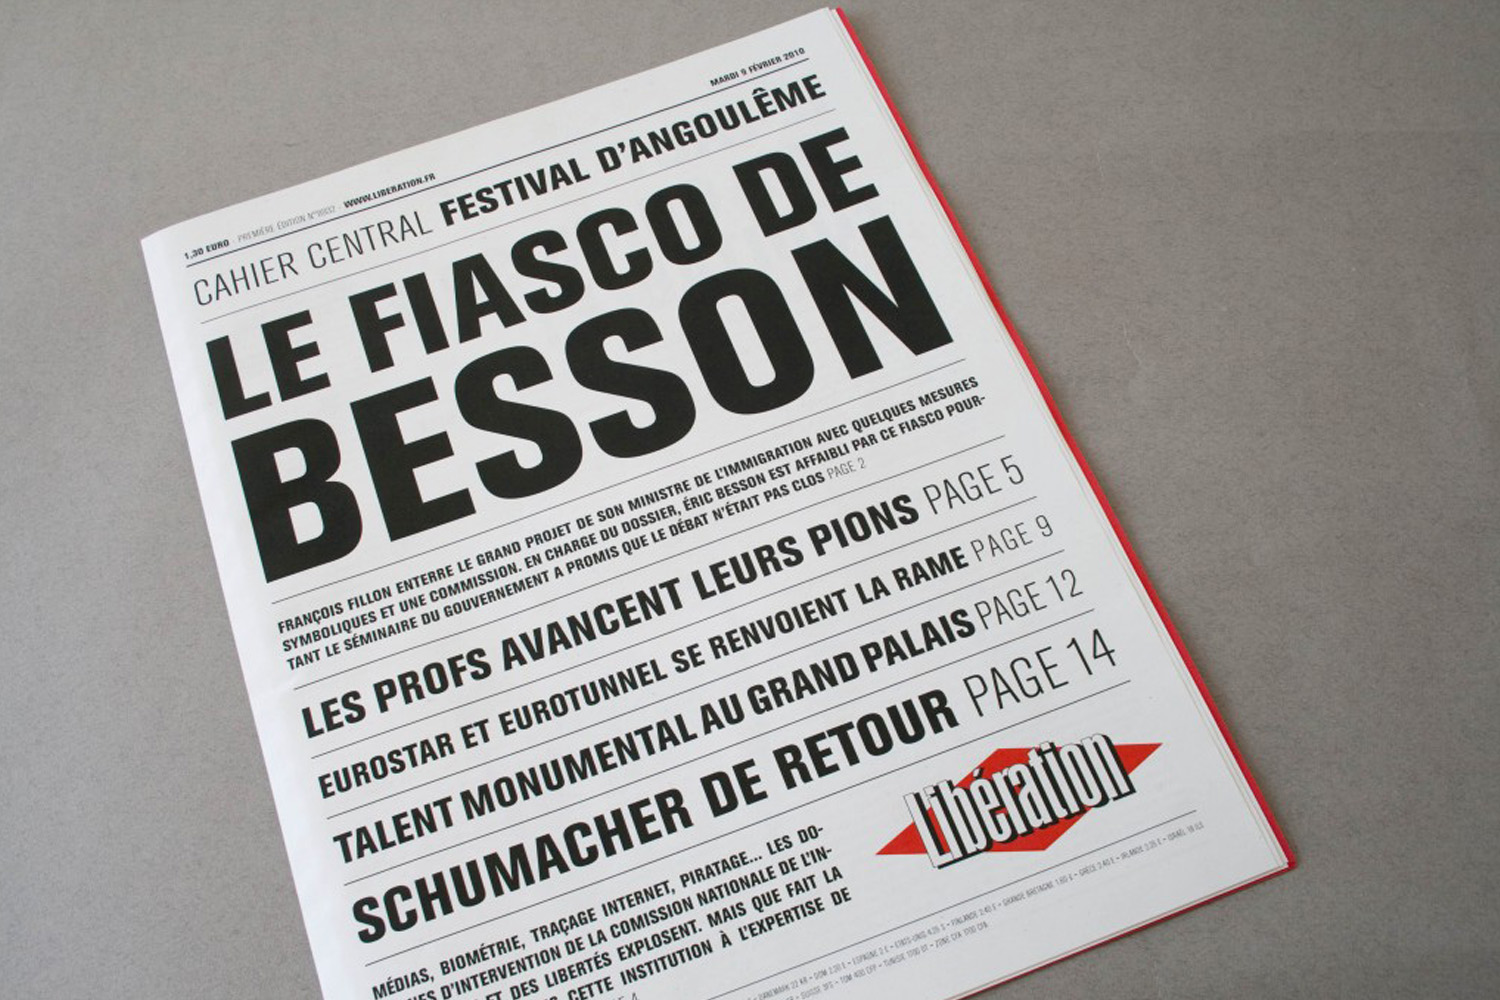 MARDI 9 FÉVRIER 2010
1,30 EURO - PREMIÈRE ÉDITION - WWW.LIBERATION.FR
CAHIER CENTRAL FESTIVAL D'ANGOULÊME
LE FIASCO DE
BESSON
FRANÇOIS FILLON ENTERRE LE GRAND PROJET DE SON MINISTRE DE L'IMMIGRATION AVEC QUELQUES MESURES
SYMBOLIQUES ET UNE COMMISSION. EN CHARGE DU DOSSIER, ÉRIC BESSON EST AFFAIBLI PAR CE FIASCO POUR-
TANT LE SÉMINAIRE DU GOUVERNEMENT A PROMIS QUE LE DÉBAT N'ÉTAIT PAS CLOS PAGE 2
LES PROFS AVANCENT LEURS PIONS PAGE 5
EUROSTAR ET EUROTUNNEL SE RENVOIENT LA RAME PAGE 9
TALENT MONUMENTAL AU GRAND PALAIS PAGE 12
SCHUMACHER DE RETOUR PAGE 14
MÉDIAS, BIOMÉTRIE, TRAÇAGE INTERNET, PIRATAGE... LES DO-
D'INTERVENTION DE LA COMISSION NATIONALE DE L'IN-
ET DES LIBERTÉS EXPLOSENT. MAIS QUE FAIT LA
CETTE INSTITUTION À L'EXPERTISE DE
Libération